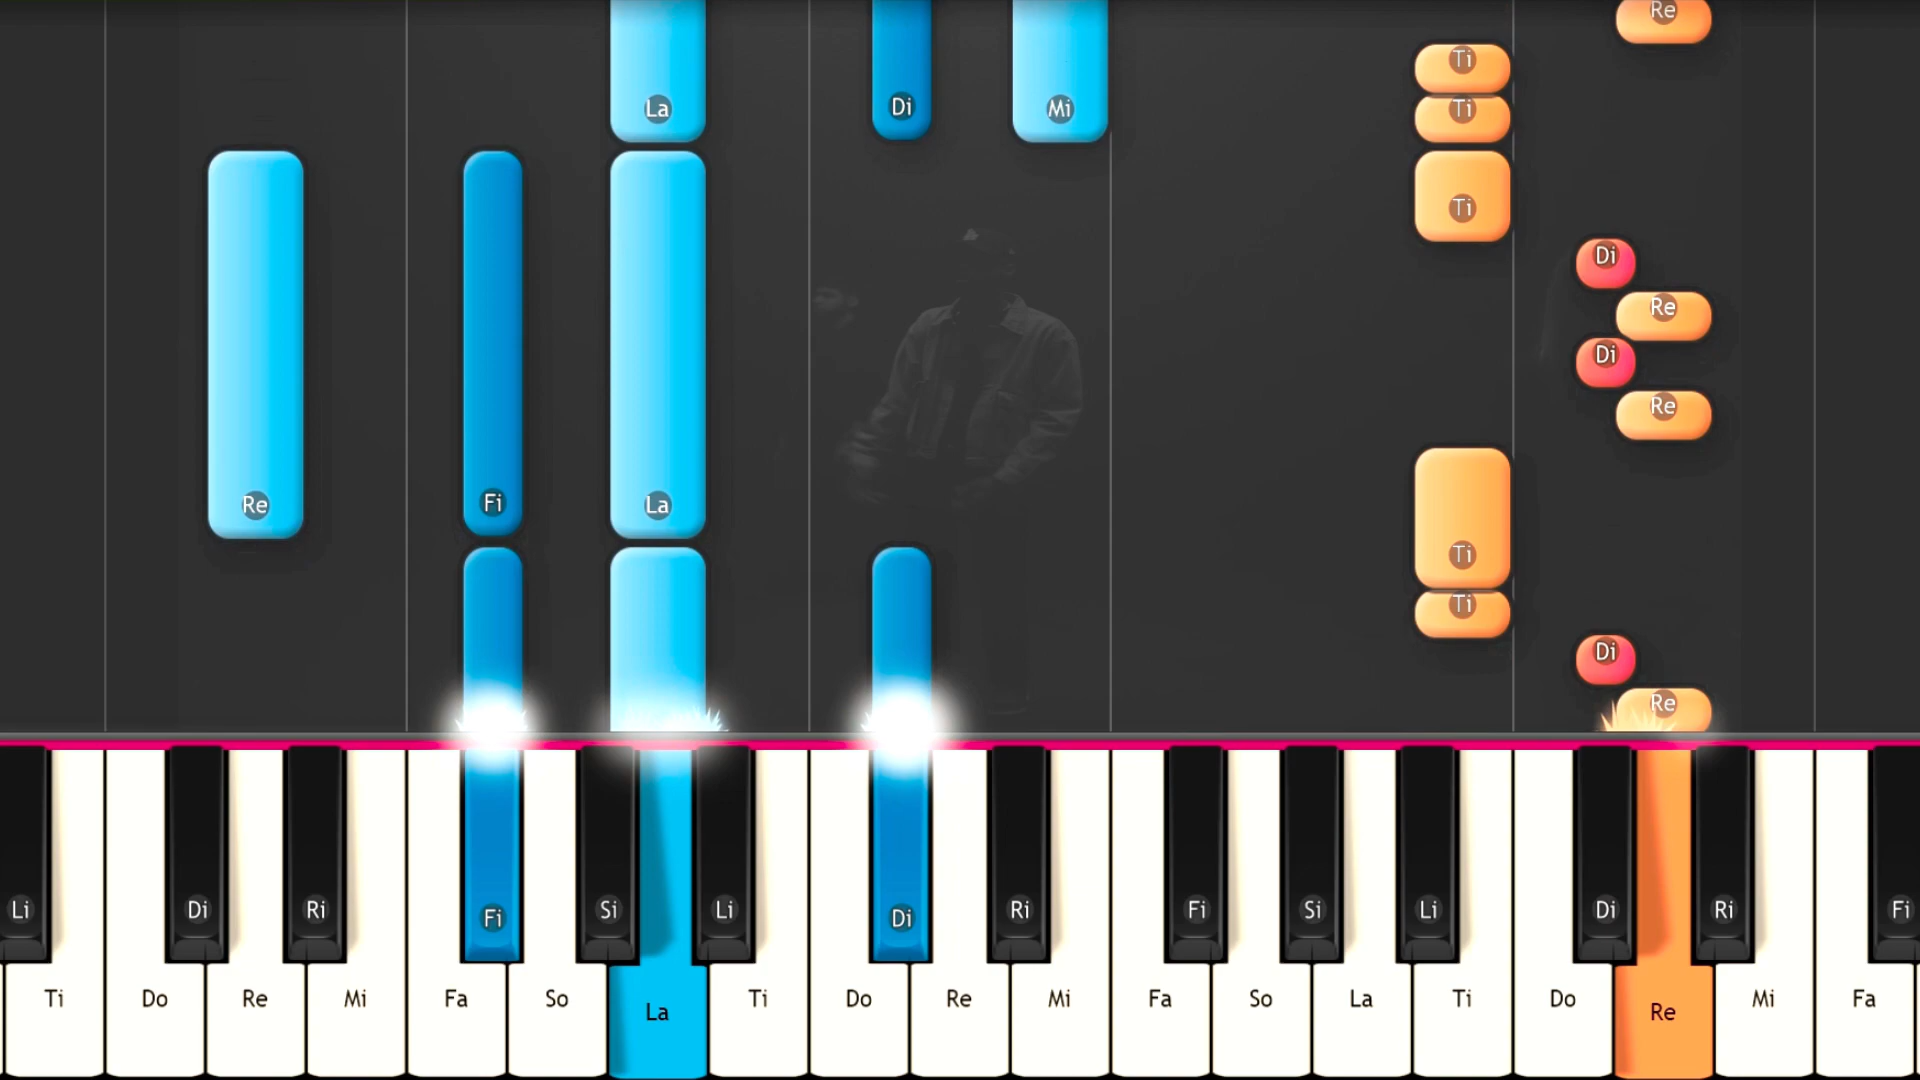 Re
Ti
La Di Mi Ti
Ti
Di
Re
Di
Re
Re Fi La
Ti
Ti
Di
Re
Li Di Ri Fi Si Li Di Ri Fi Si Li Di Ri Fi
Ti Do Re Mi Fa So La Ti Do Re Mi Fa So La Ti Do Re Mi Fa